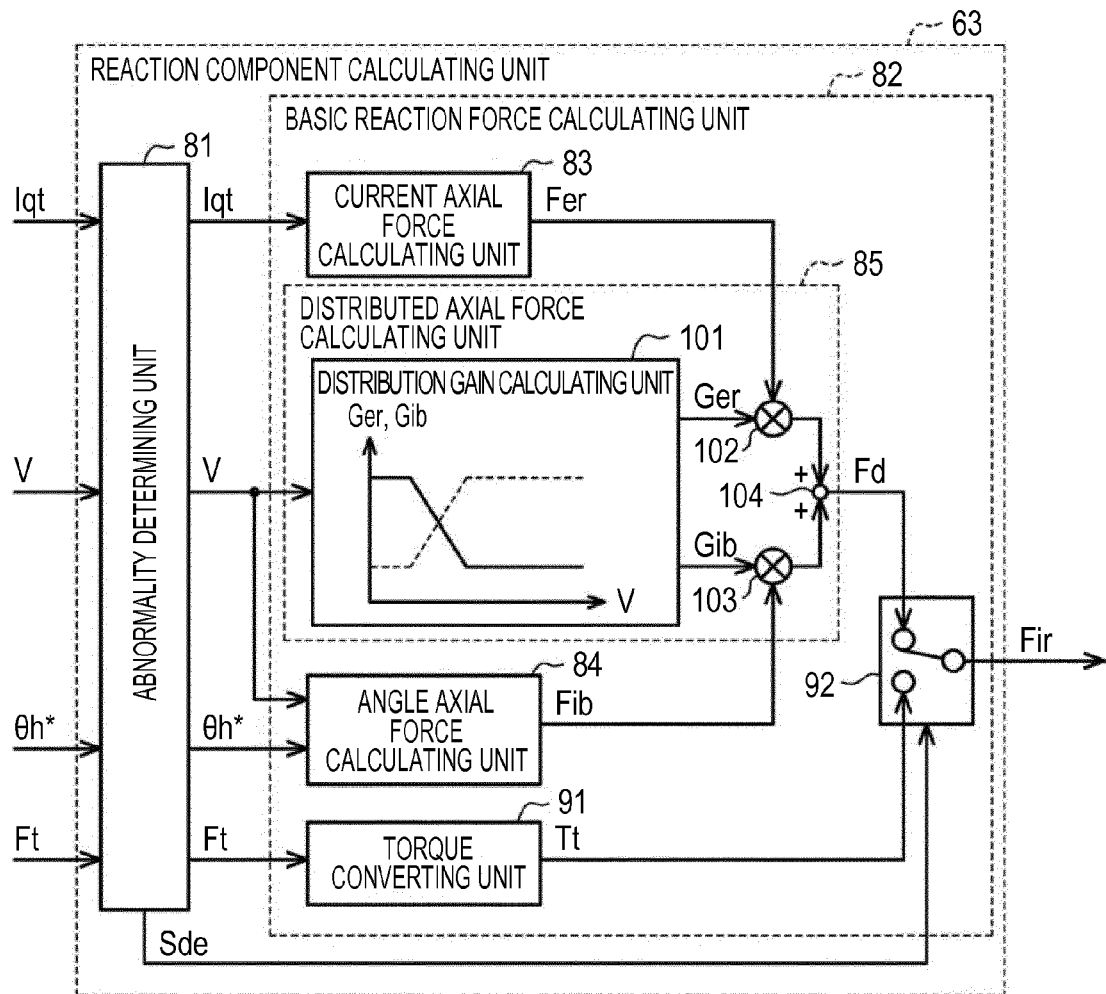 63
REACTION COMPONENT CALCULATING UNIT
82
BASIC REACTION FORCE CALCULATING UNIT
81
ABNORMALITY DETERMINING UNIT
Iqt
Iqt
83
CURRENT AXIAL
FORCE
CALCULATING UNIT
Fer
85
DISTRIBUTED AXIAL FORCE
CALCULATING UNIT
101
DISTRIBUTION GAIN CALCULATING UNIT
Ger, Gib
V
Ger
102
V
V
104
+
+
Fd
Gib
103
92
Fir
84
ANGLE AXIAL
FORCE
CALCULATING UNIT
Fib
θh*
θh*
91
TORQUE
CONVERTING UNIT
Tt
Ft
Ft
Sde